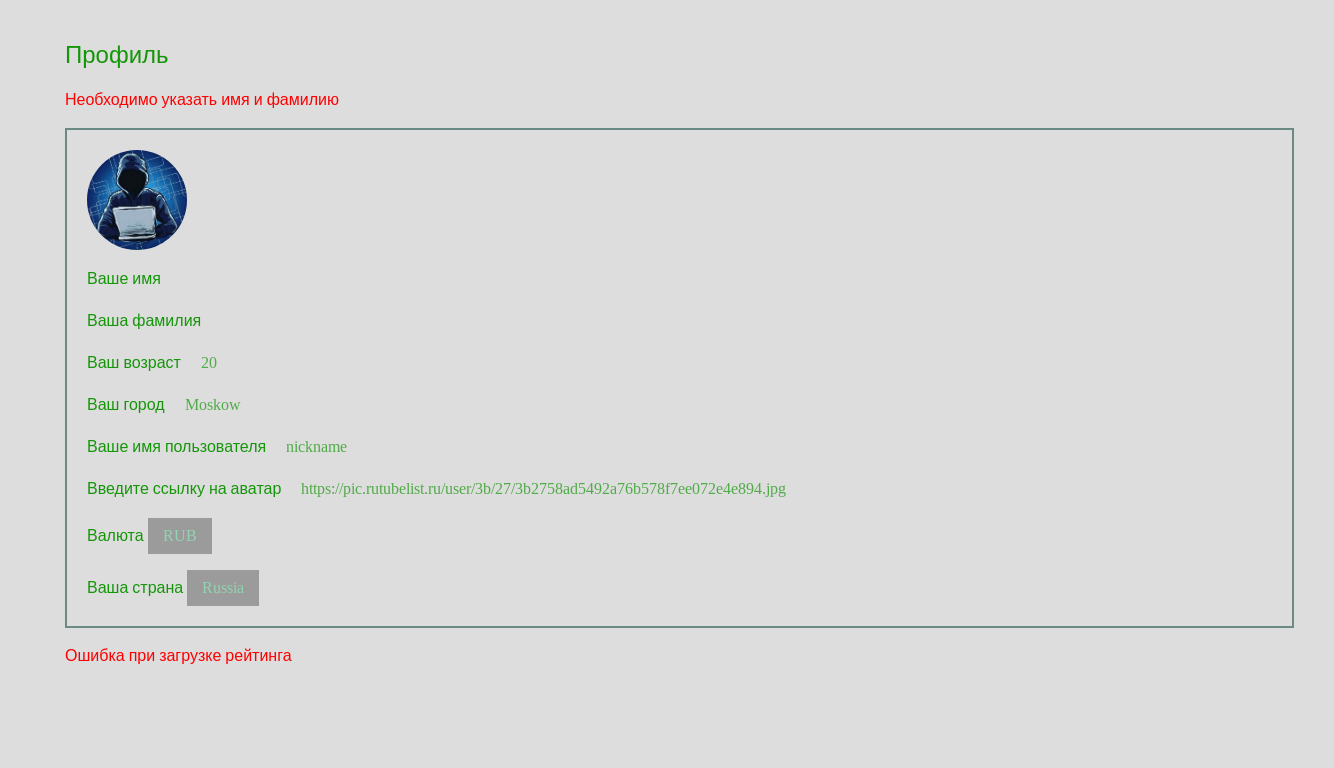 Профиль
Необходимо указать имя и фамилию
Ваше имя
Ваша фамилия
Ваш возраст 20
Ваш город Moskow
Ваше имя пользователя nickname
Введите ссылку на аватар https://pic.rutubelist.ru/user/3b/27/3b2758ad5492a76b578f7ee072e4e894.jpg
Валюта RUB
Ваша страна Russia
Ошибка при загрузке рейтинга